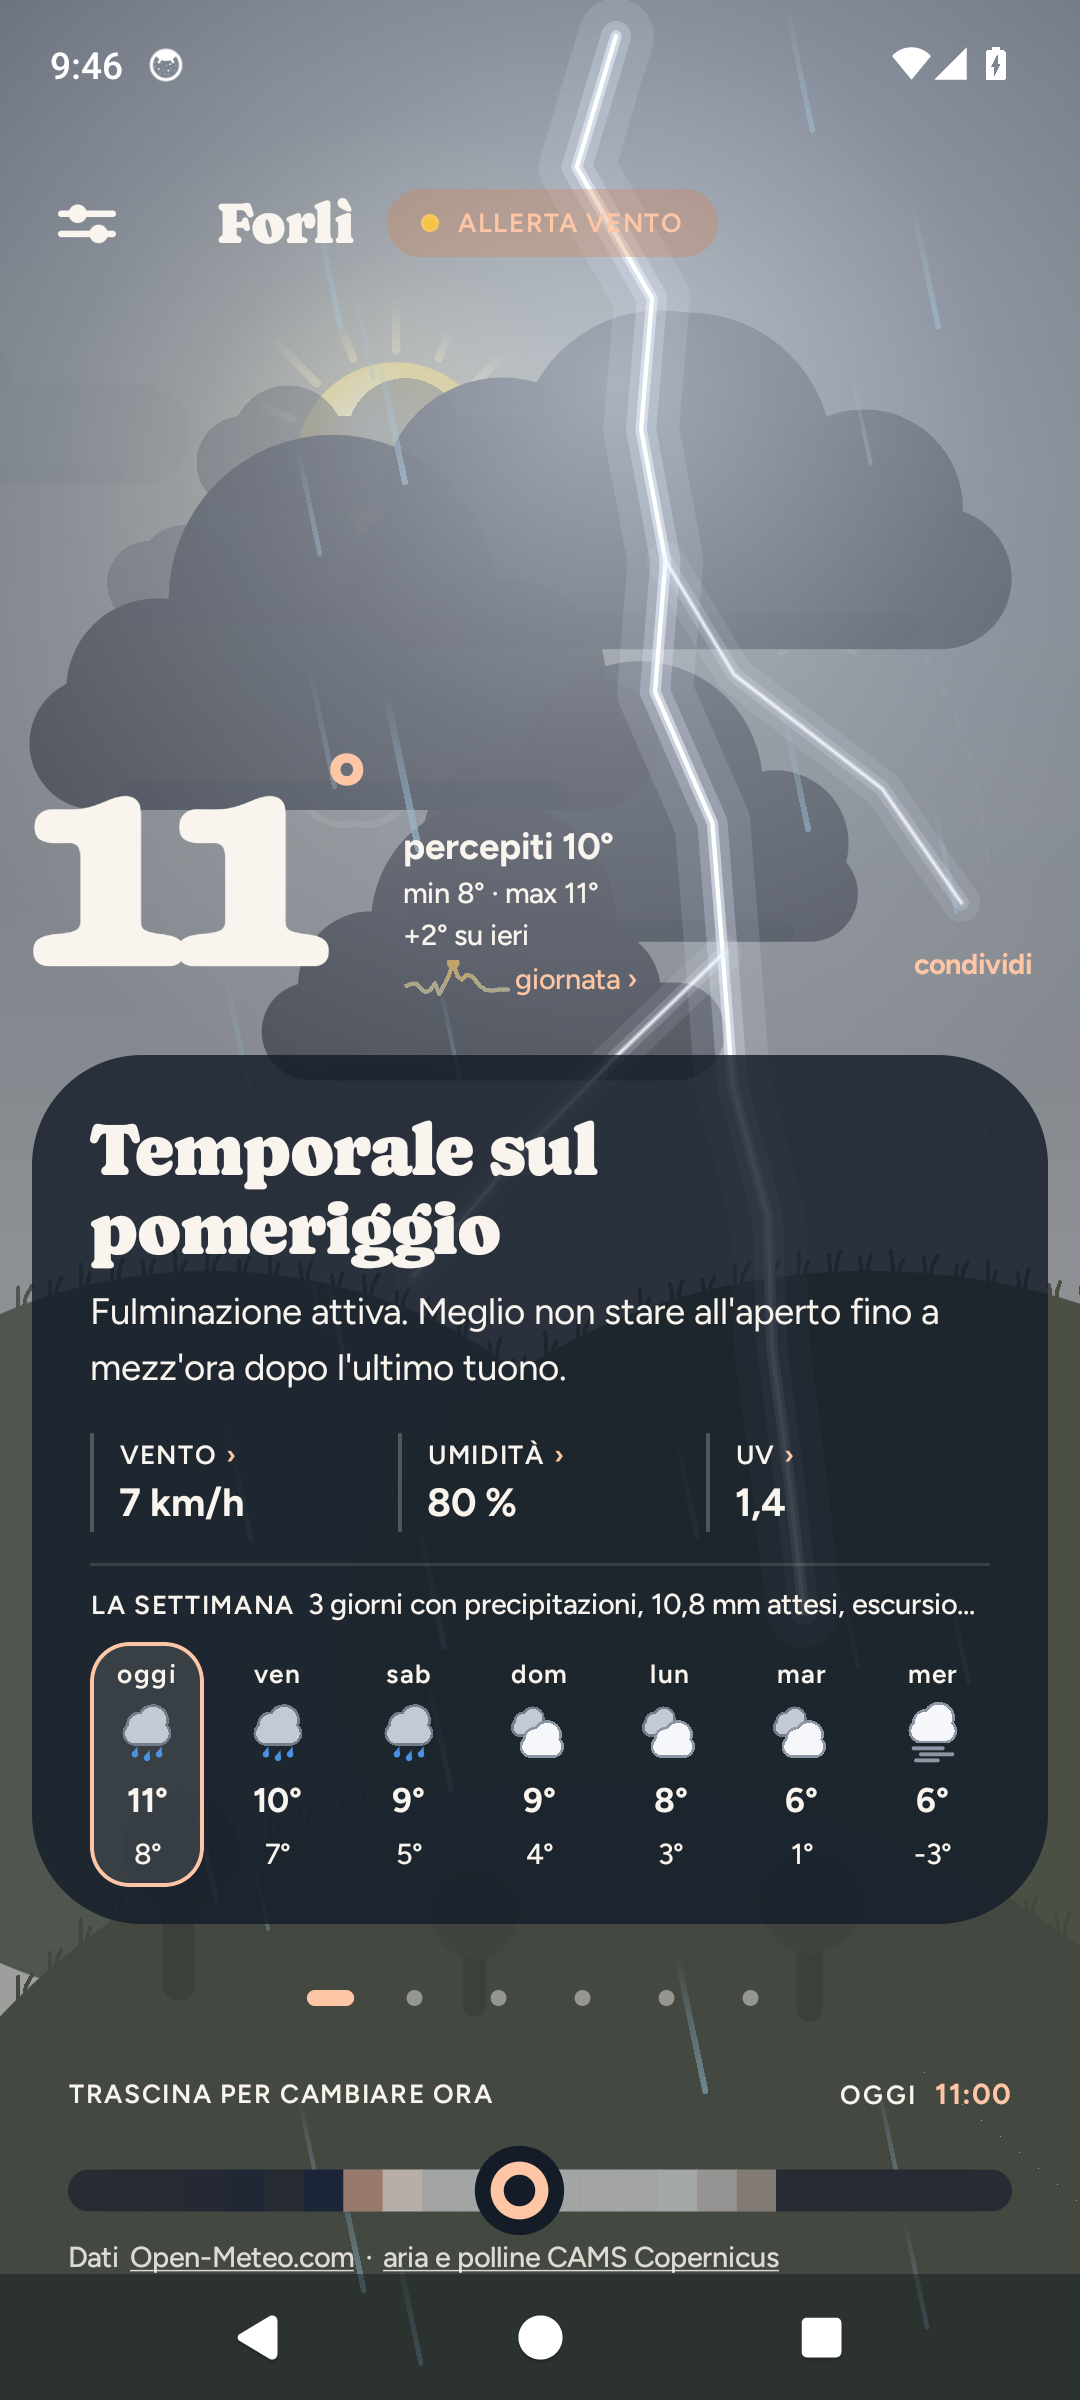 9:46
Forlì
ALLERTA VENTO
11
percepiti 10°
min 8° · max 11°
+2° su ieri
giornata ›
condividi
Temporale sul
pomeriggio
Fulminazione attiva. Meglio non stare all'aperto fino a
mezz'ora dopo l'ultimo tuono.
VENTO › UMIDITÀ › UV ›
7 km/h 80 % 1,4
LA SETTIMANA 3 giorni con precipitazioni, 10,8 mm attesi, escursio...
oggi ven sab dom lun mar mer
11° 10° 9° 9° 8° 6° 6°
8° 7° 5° 4° 3° 1° -3°
TRASCINA PER CAMBIARE ORA OGGI 11:00
Dati Open-Meteo.com · aria e polline CAMS Copernicus